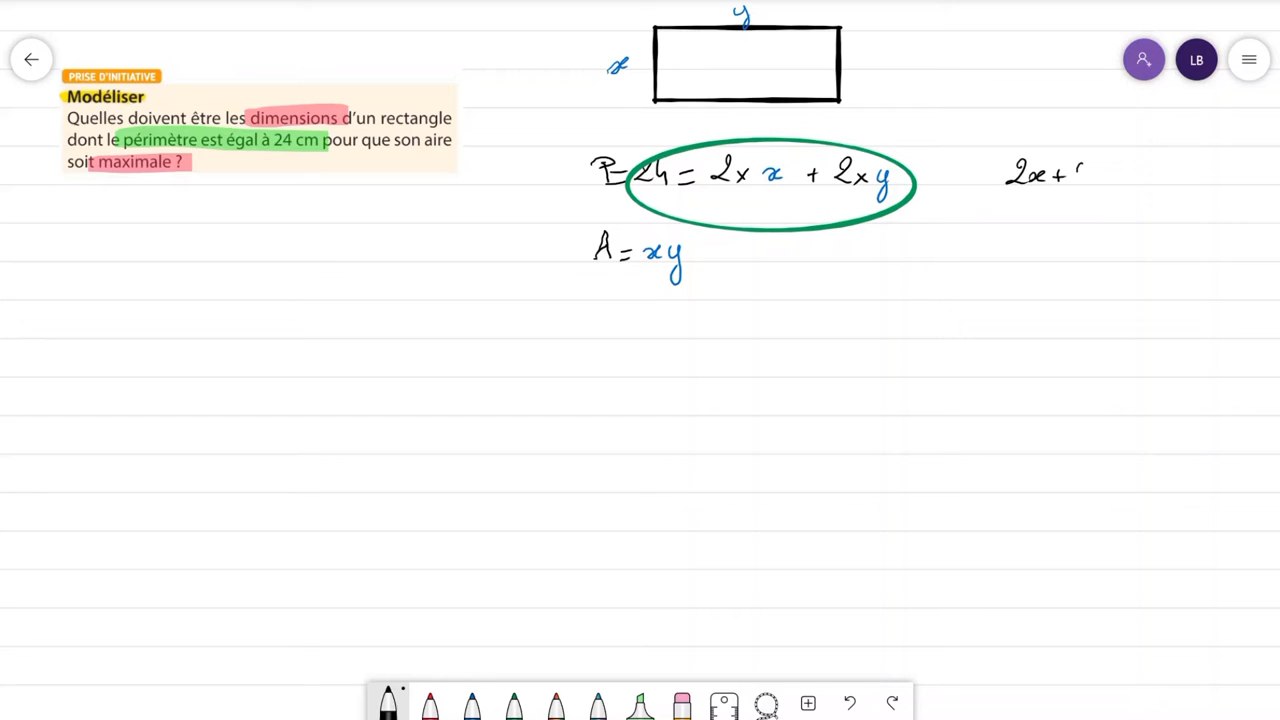 y
x
LB
PRISE D'INITIATIVE
Modéliser
Quelles doivent être les dimensions d'un rectangle
dont le périmètre est égal à 24 cm pour que son aire
soit maximale ?
P = 24 = 2 × x + 2 × y
2x +
A = xy